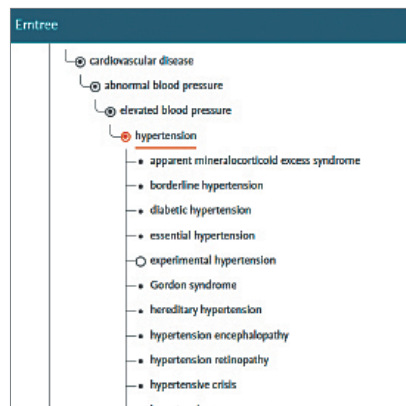 Emtree
cardiovascular disease
abnormal blood pressure
elevated blood pressure
hypertension
apparent mineralocorticoid excess syndrome
borderline hypertension
diabetic hypertension
essential hypertension
experimental hypertension
Gordon syndrome
hereditary hypertension
hypertension encephalopathy
hypertension retinopathy
hypertensive crisis